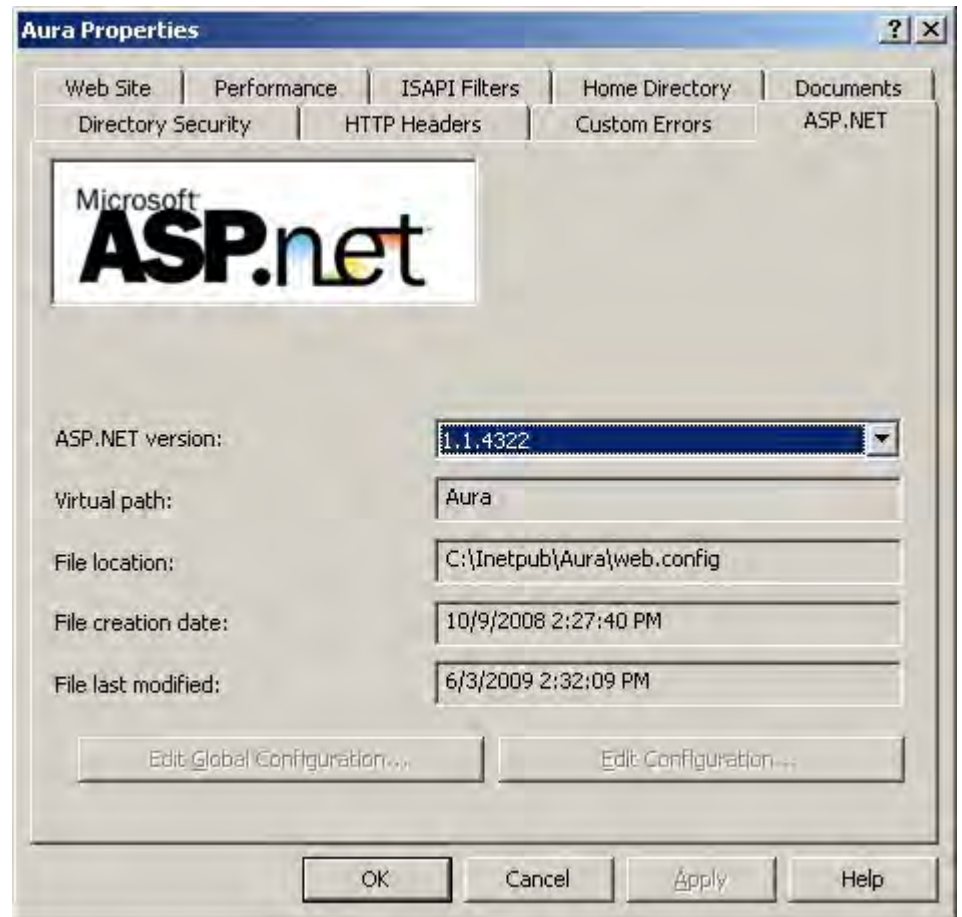 Aura Properties
Web Site Performance ISAPI Filters Home Directory Documents
Directory Security HTTP Headers Custom Errors ASP.NET
Microsoft
ASP.net
ASP.NET version: 1.1.4322
Virtual path: Aura
File location: C:\Inetpub\Aura\web.config
File creation date: 10/9/2008 2:27:40 PM
File last modified: 6/3/2009 2:32:09 PM
Edit Global Configuration... Edit Configuration...
OK Cancel Apply Help